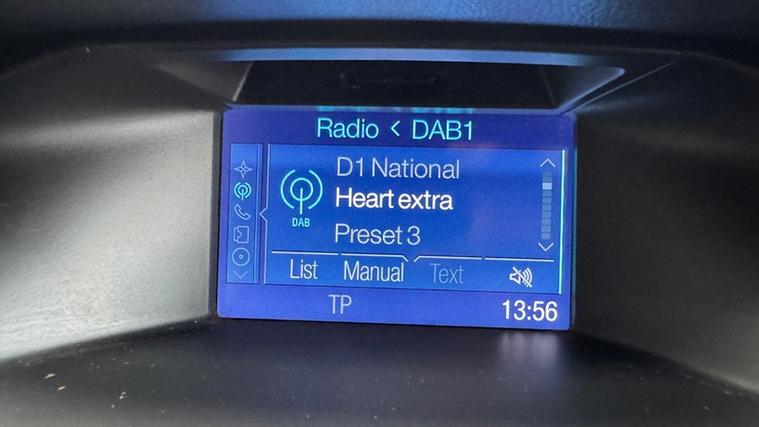 Radio < DAB1
D1 National
Heart extra
DAB
Preset 3
List Manual Text
TP 13:56